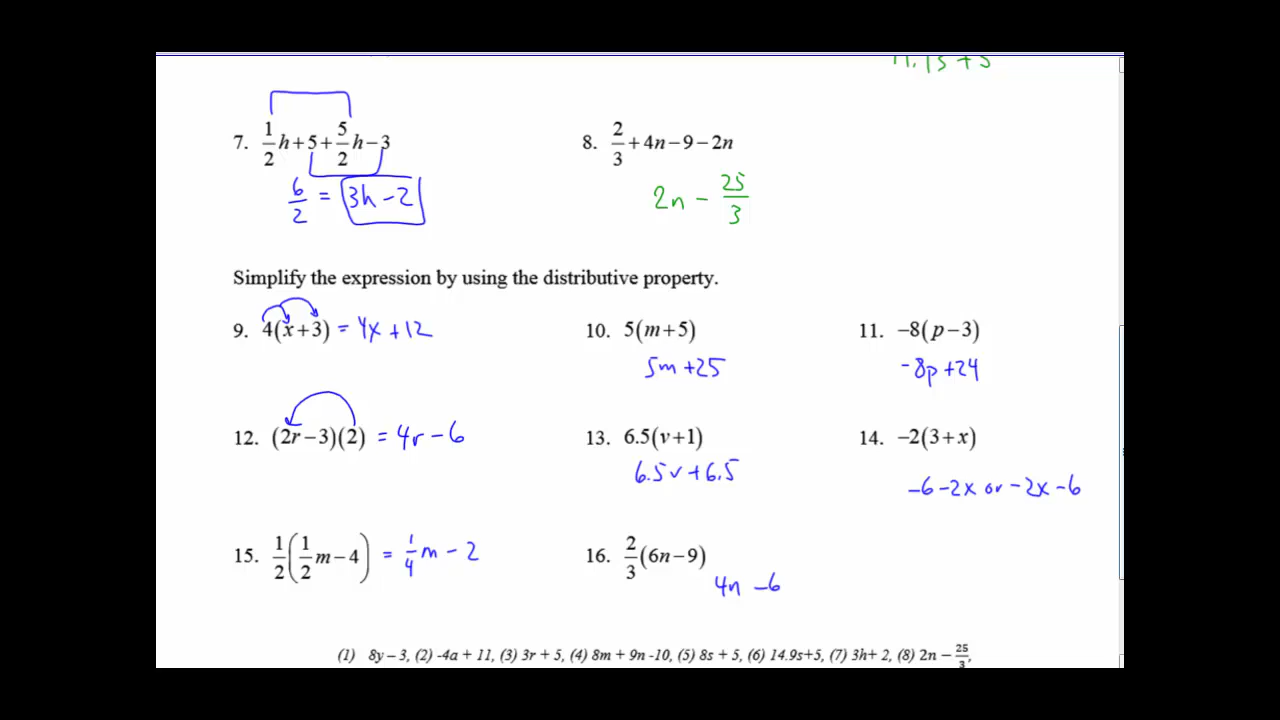 7. 1/2 h + 5 + 5/2 h − 3
6/2 = 3h − 2
8. 2/3 + 4n − 9 − 2n
2n − 25/3
Simplify the expression by using the distributive property.
9. 4(x+3) = 4x + 12
10. 5(m+5)
5m + 25
11. −8(p−3)
-8p + 24
12. (2r−3)(2) = 4r − 6
13. 6.5(v+1)
6.5v + 6.5
14. −2(3+x)
-6 -2x or -2x -6
15. 1/2(1/2 m − 4) = 1/4 m − 2
16. 2/3(6n−9)
4n − 6
(1) 8y – 3, (2) -4a + 11, (3) 3r + 5, (4) 8m + 9n -10, (5) 8s + 5, (6) 14.9s+5, (7) 3h+ 2, (8) 2n − 25/3,